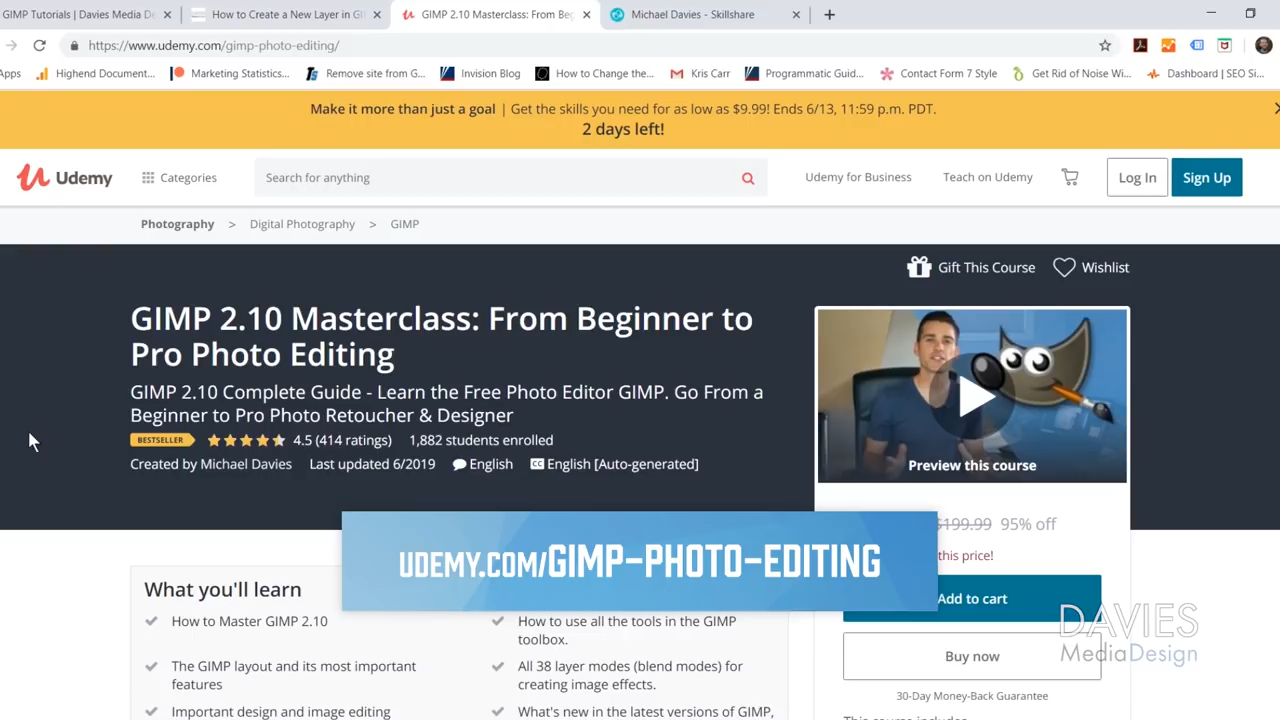 GIMP Tutorials | Davies Media D
How to Create a New Layer in GI
GIMP 2.10 Masterclass: From Beg
Michael Davies - Skillshare
https://www.udemy.com/gimp-photo-editing/
Apps
Highend Document...
Marketing Statistics...
Remove site from G...
Invision Blog
How to Change the...
Kris Carr
Programmatic Guid...
Contact Form 7 Style
Get Rid of Noise Wi...
Dashboard | SEO Si...
Make it more than just a goal | Get the skills you need for as low as $9.99! Ends 6/13, 11:59 p.m. PDT.
2 days left!
Udemy
Categories
Search for anything
Udemy for Business
Teach on Udemy
Log In
Sign Up
Photography > Digital Photography > GIMP
Gift This Course
Wishlist
GIMP 2.10 Masterclass: From Beginner to
Pro Photo Editing
GIMP 2.10 Complete Guide - Learn the Free Photo Editor GIMP. Go From a
Beginner to Pro Photo Retoucher & Designer
BESTSELLER 4.5 (414 ratings) 1,882 students enrolled
Created by Michael Davies Last updated 6/2019 English CC English [Auto-generated]
Preview this course
$199.99 95% off
this price!
UDEMY.COM/GIMP-PHOTO-EDITING
Add to cart
Buy now
30-Day Money-Back Guarantee
What you'll learn
How to Master GIMP 2.10
The GIMP layout and its most important
features
Important design and image editing
How to use all the tools in the GIMP
toolbox.
All 38 layer modes (blend modes) for
creating image effects.
What's new in the latest versions of GIMP,
DAVIES
MediaDesign